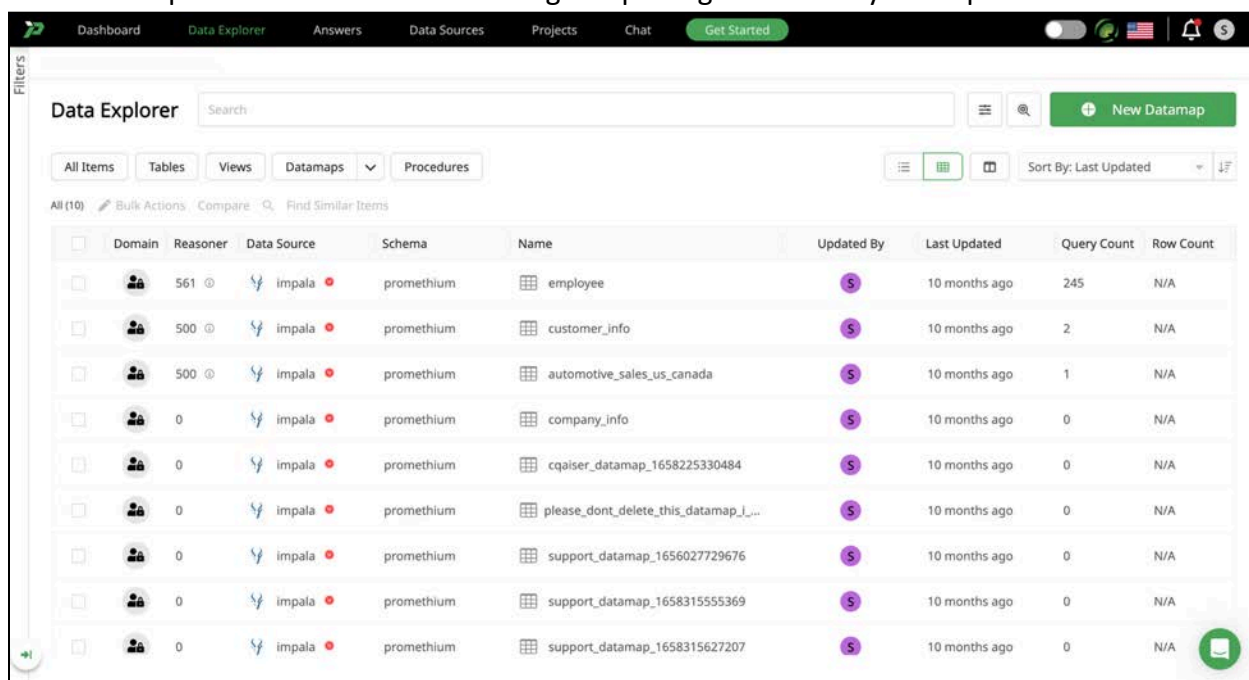 Dashboard Data Explorer Answers Data Sources Projects Chat Get Started S
Filters
Data Explorer Search New Datamap
All Items Tables Views Datamaps Procedures Sort By: Last Updated
All (10) Bulk Actions Compare Find Similar Items
Domain Reasoner Data Source Schema Name Updated By Last Updated Query Count Row Count
561 impala promethium employee S 10 months ago 245 N/A
500 impala promethium customer_info S 10 months ago 2 N/A
500 impala promethium automotive_sales_us_canada S 10 months ago 1 N/A
0 impala promethium company_info S 10 months ago 0 N/A
0 impala promethium cqaiser_datamap_1658225330484 S 10 months ago 0 N/A
0 impala promethium please_dont_delete_this_datamap_i_... S 10 months ago 0 N/A
0 impala promethium support_datamap_1656027729676 S 10 months ago 0 N/A
0 impala promethium support_datamap_1658315555369 S 10 months ago 0 N/A
0 impala promethium support_datamap_1658315627207 S 10 months ago 0 N/A